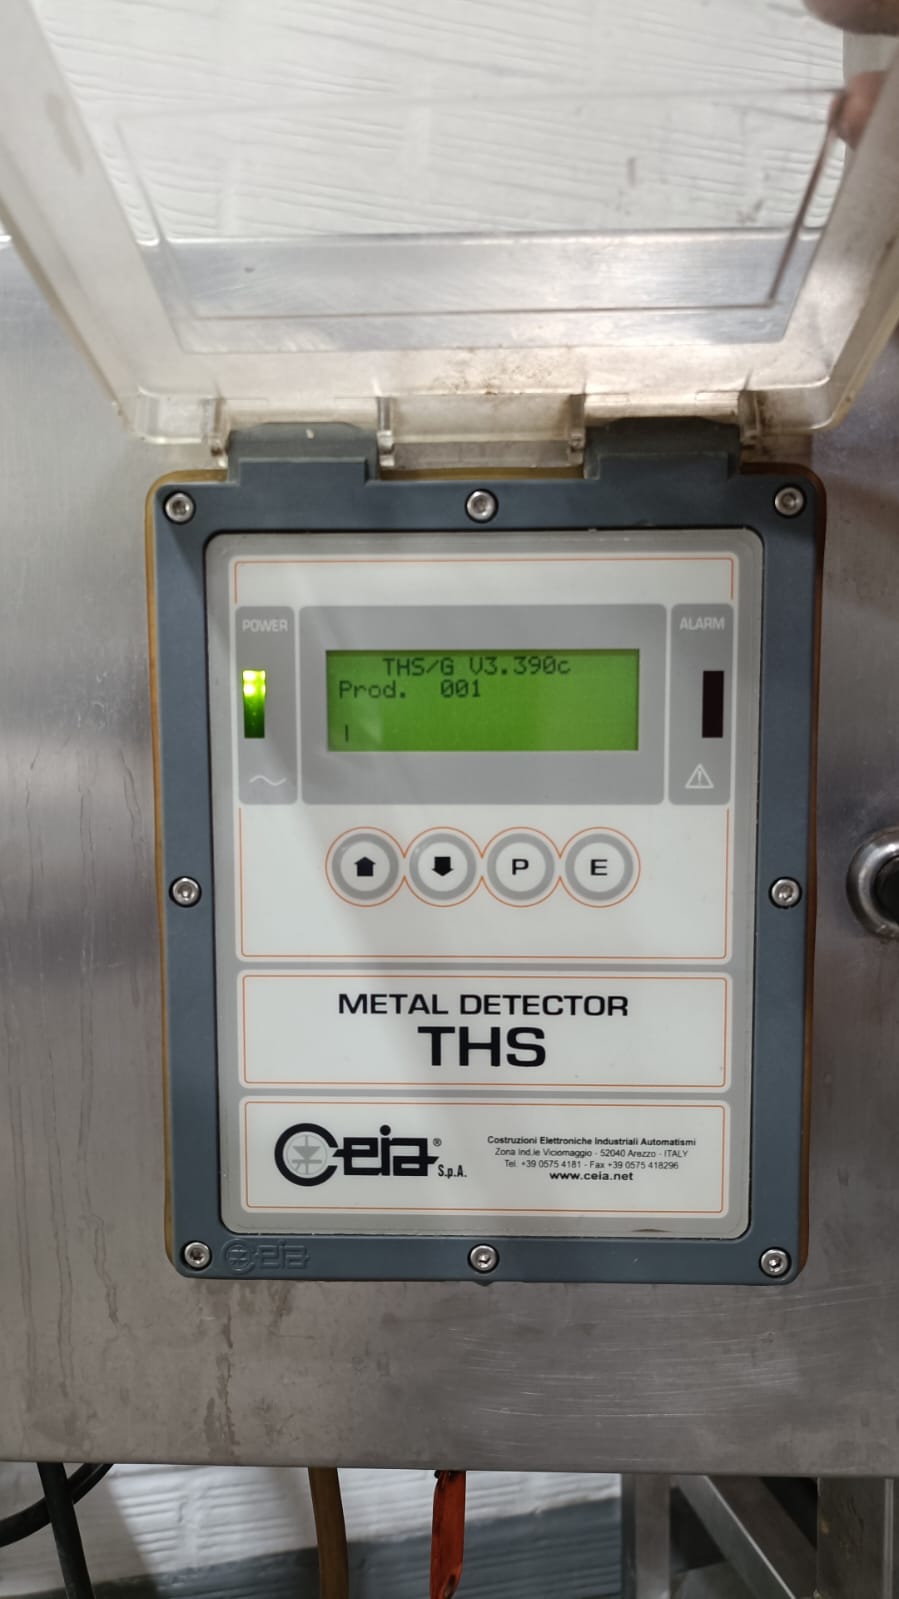 POWER
ALARM
THS/G V3.390c
Prod. 001
P
E
METAL DETECTOR
THS
Ceia® S.p.A.
Costruzioni Elettroniche Industriali Automatismi
Zona Ind.le Viciomaggio - 52040 Arezzo - ITALY
Tel. +39 0575 4181 - Fax +39 0575 418296
www.ceia.net
Ceia